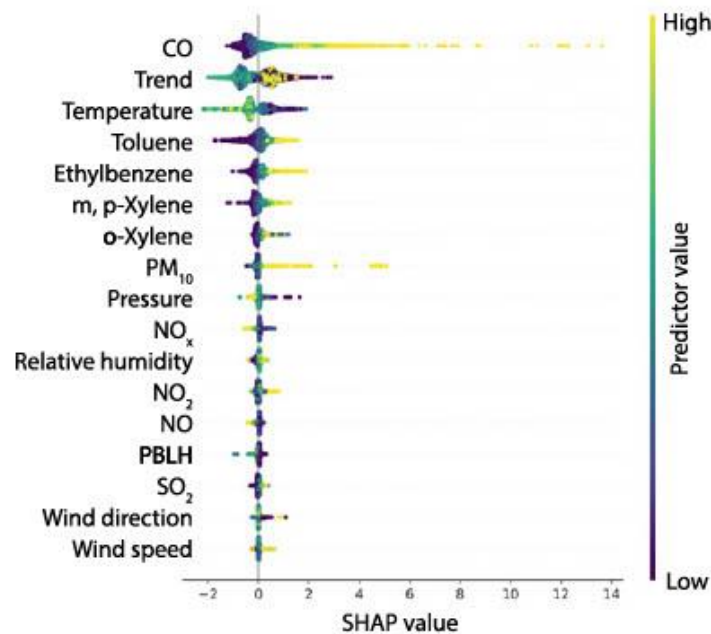 High
CO
Trend
Temperature
Toluene
Ethylbenzene
m, p-Xylene
o-Xylene
PM₁₀
Pressure
NOₓ
Relative humidity
NO₂
NO
PBLH
SO₂
Wind direction
Wind speed
Predictor value
Low
−2 0 2 4 6 8 10 12 14
SHAP value